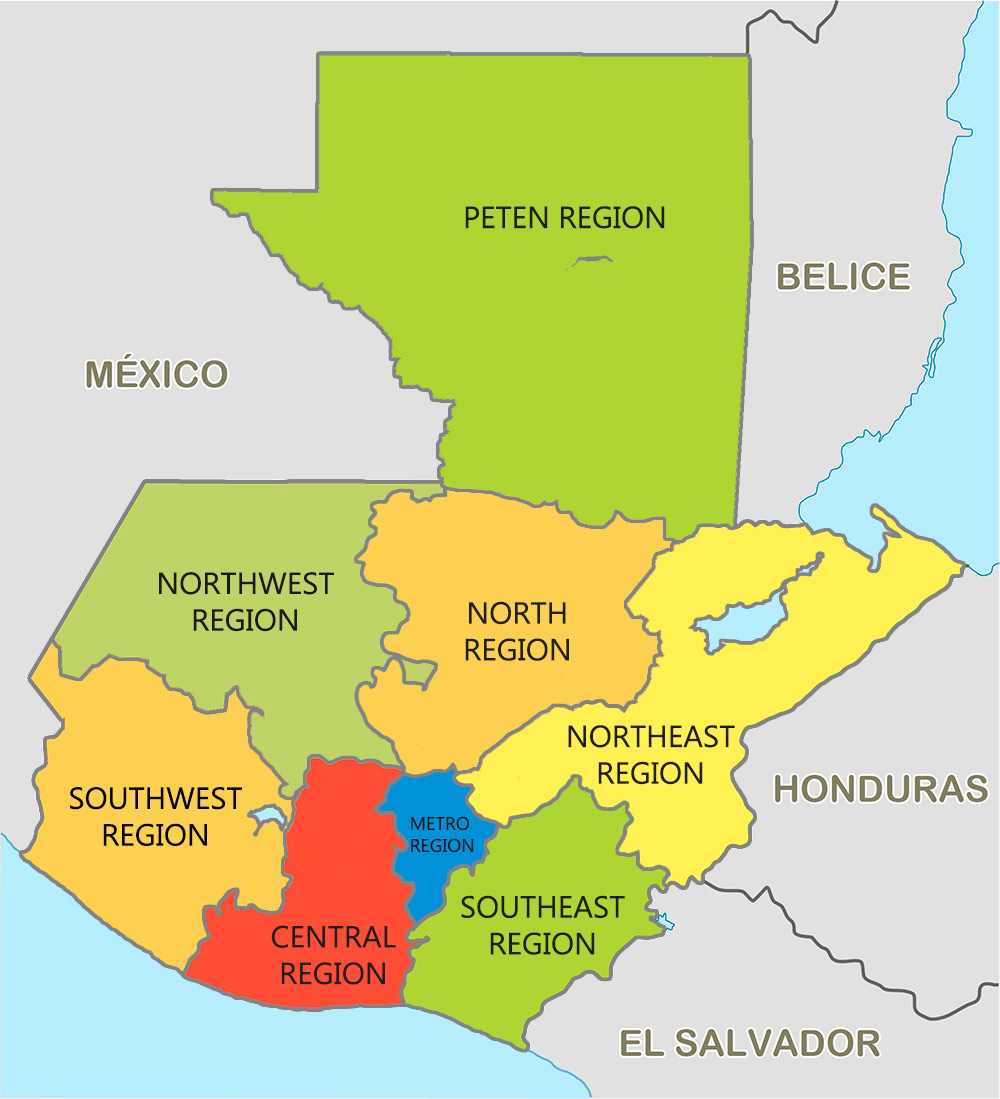 PETEN REGION
BELICE
MÉXICO
NORTHWEST
REGION
NORTH
REGION
NORTHEAST
REGION
HONDURAS
SOUTHWEST
REGION
METRO
REGION
SOUTHEAST
REGION
CENTRAL
REGION
EL SALVADOR